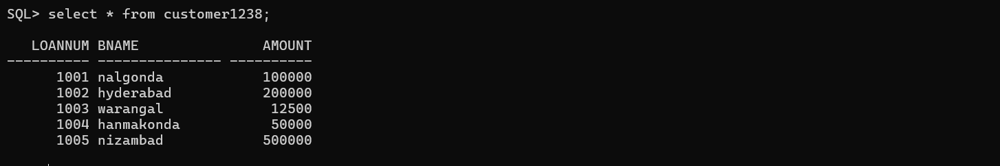 SQL> select * from customer1238;
   LOANNUM BNAME               AMOUNT
---------- --------------- ----------
      1001 nalgonda            100000
      1002 hyderabad           200000
      1003 warangal             12500
      1004 hanmakonda           50000
      1005 nizambad            500000